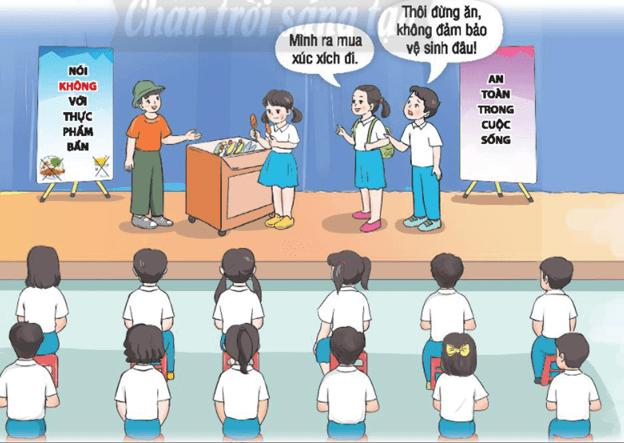 Chân trời sáng tạo
Thôi đừng ăn,
không đảm bảo
vệ sinh đâu!
Mình ra mua
xúc xích đi.
NÓI
KHÔNG
VỚI
THỰC
PHẨM
BẨN
AN
TOÀN
TRONG
CUỘC
SỐNG